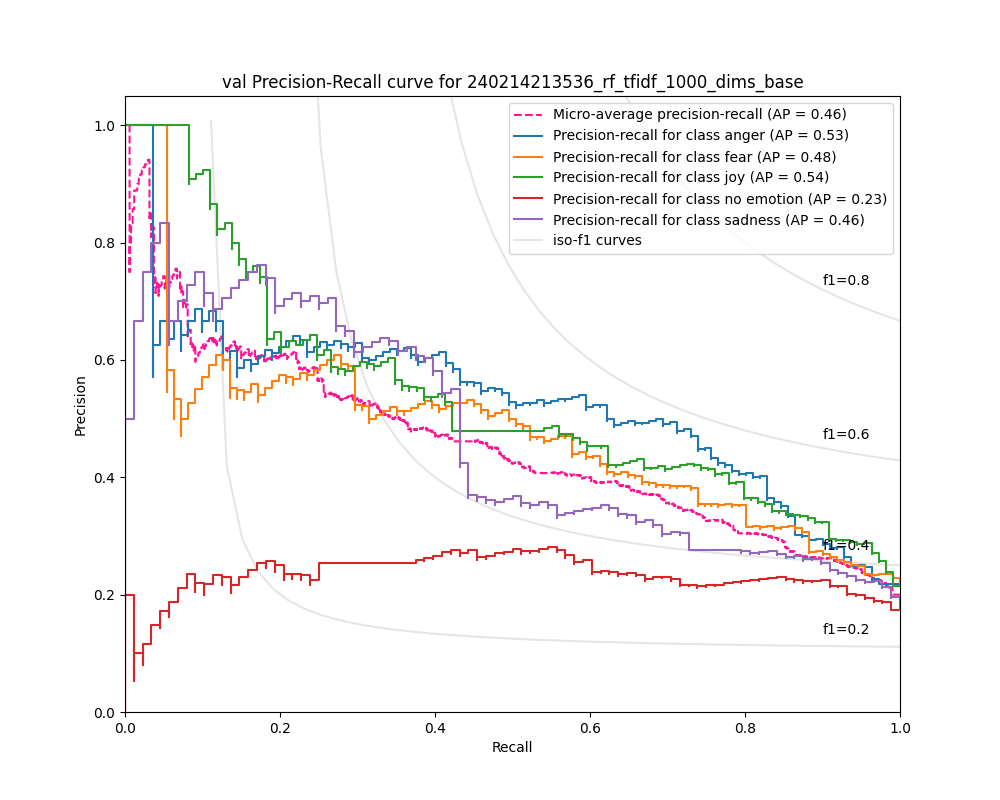 val Precision-Recall curve for 240214213536_rf_tfidf_1000_dims_base
Micro-average precision-recall (AP = 0.46)
Precision-recall for class anger (AP = 0.53)
Precision-recall for class fear (AP = 0.48)
Precision-recall for class joy (AP = 0.54)
Precision-recall for class no emotion (AP = 0.23)
Precision-recall for class sadness (AP = 0.46)
iso-f1 curves
f1=0.8
f1=0.6
f1=0.4
f1=0.2
1.0
0.8
0.6
0.4
0.2
0.0
Precision
0.0 0.2 0.4 0.6 0.8 1.0
Recall